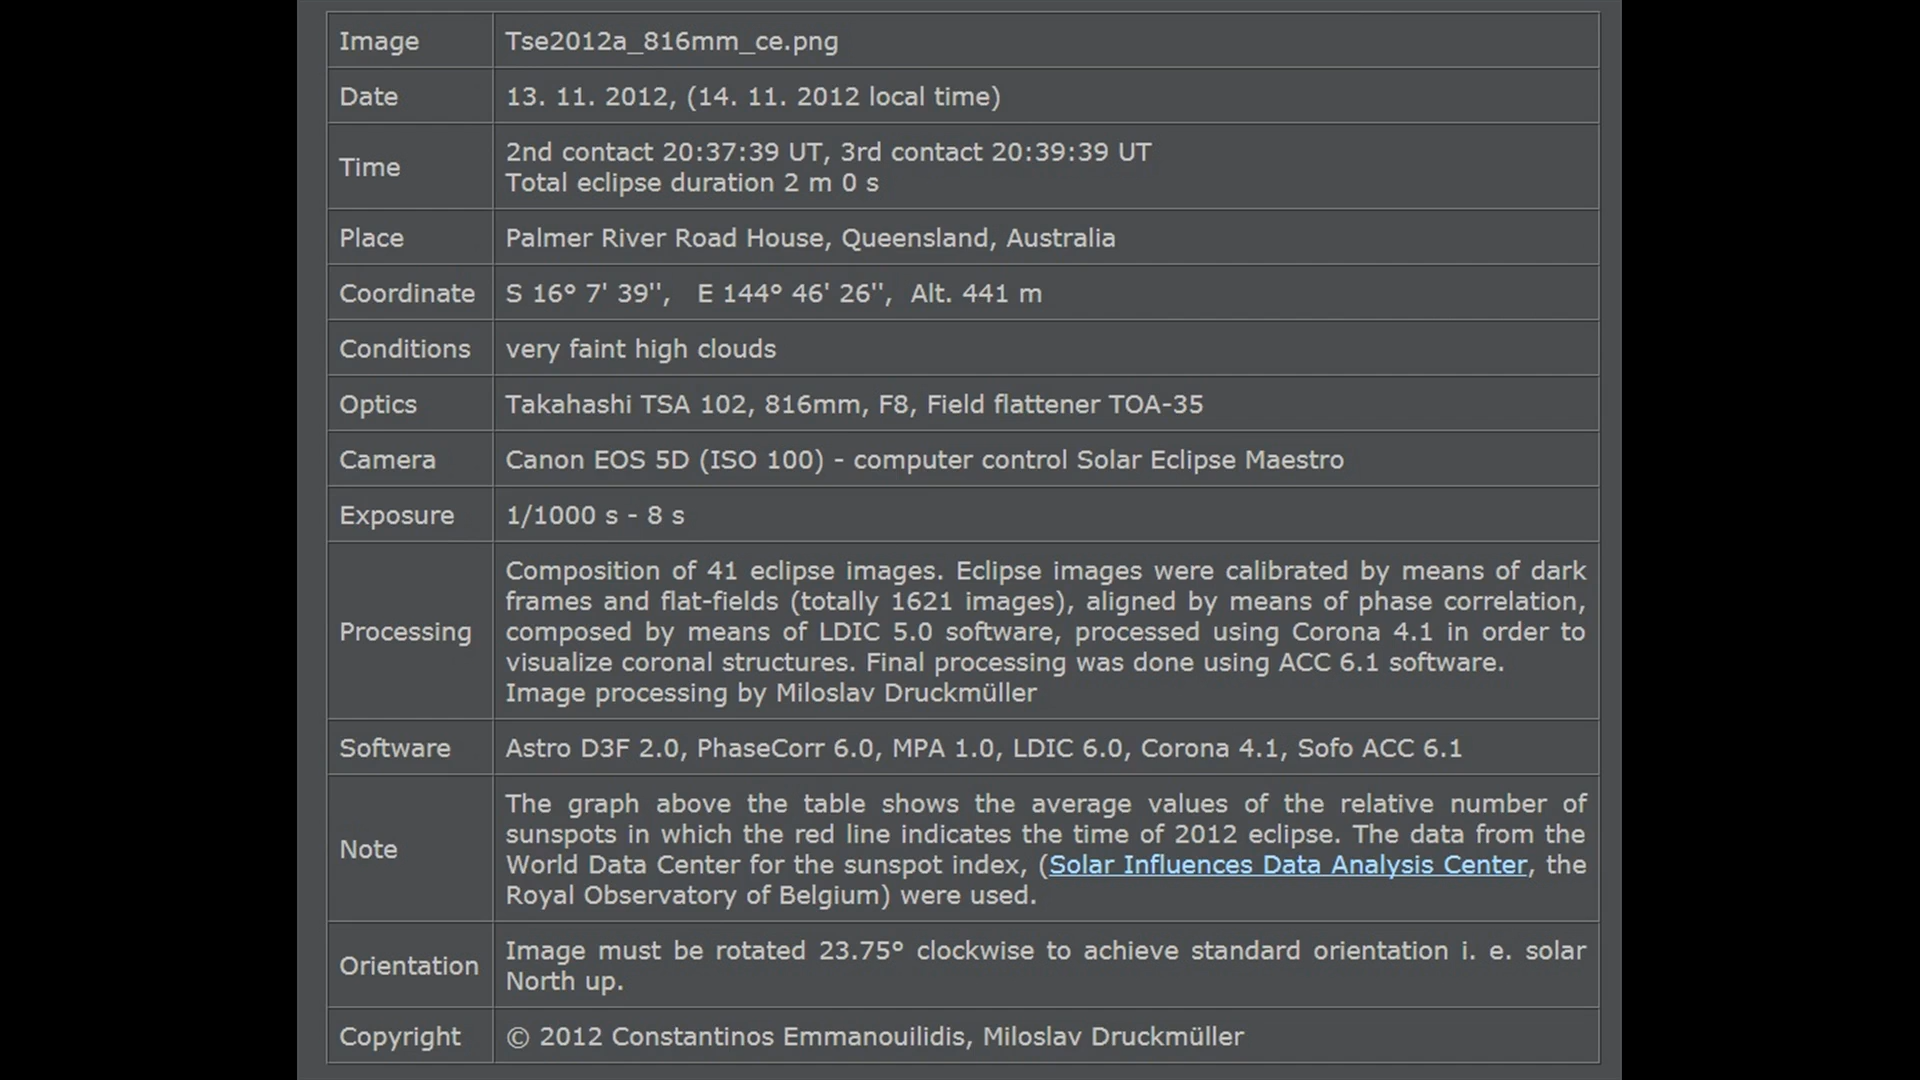 Image Tse2012a_816mm_ce.png
Date 13. 11. 2012, (14. 11. 2012 local time)
Time 2nd contact 20:37:39 UT, 3rd contact 20:39:39 UT
Total eclipse duration 2 m 0 s
Place Palmer River Road House, Queensland, Australia
Coordinate S 16° 7' 39'', E 144° 46' 26'', Alt. 441 m
Conditions very faint high clouds
Optics Takahashi TSA 102, 816mm, F8, Field flattener TOA-35
Camera Canon EOS 5D (ISO 100) - computer control Solar Eclipse Maestro
Exposure 1/1000 s - 8 s
Processing Composition of 41 eclipse images. Eclipse images were calibrated by means of dark
frames and flat-fields (totally 1621 images), aligned by means of phase correlation,
composed by means of LDIC 5.0 software, processed using Corona 4.1 in order to
visualize coronal structures. Final processing was done using ACC 6.1 software.
Image processing by Miloslav Druckmüller
Software Astro D3F 2.0, PhaseCorr 6.0, MPA 1.0, LDIC 6.0, Corona 4.1, Sofo ACC 6.1
Note The graph above the table shows the average values of the relative number of
sunspots in which the red line indicates the time of 2012 eclipse. The data from the
World Data Center for the sunspot index, (Solar Influences Data Analysis Center, the
Royal Observatory of Belgium) were used.
Orientation Image must be rotated 23.75° clockwise to achieve standard orientation i. e. solar
North up.
Copyright © 2012 Constantinos Emmanouilidis, Miloslav Druckmüller